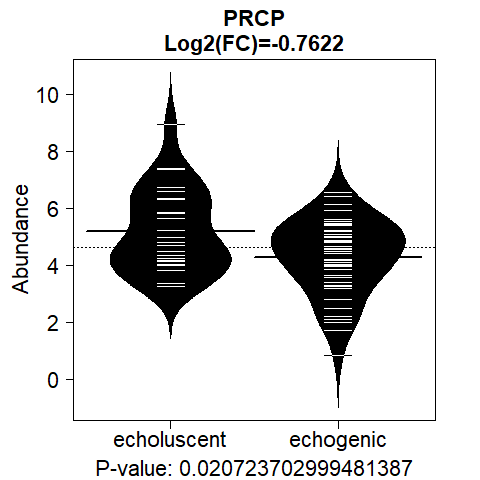 PRCP
Log2(FC)=-0.7622
10
8
6
4
2
0
Abundance
echoluscent echogenic
P-value: 0.020723702999481387